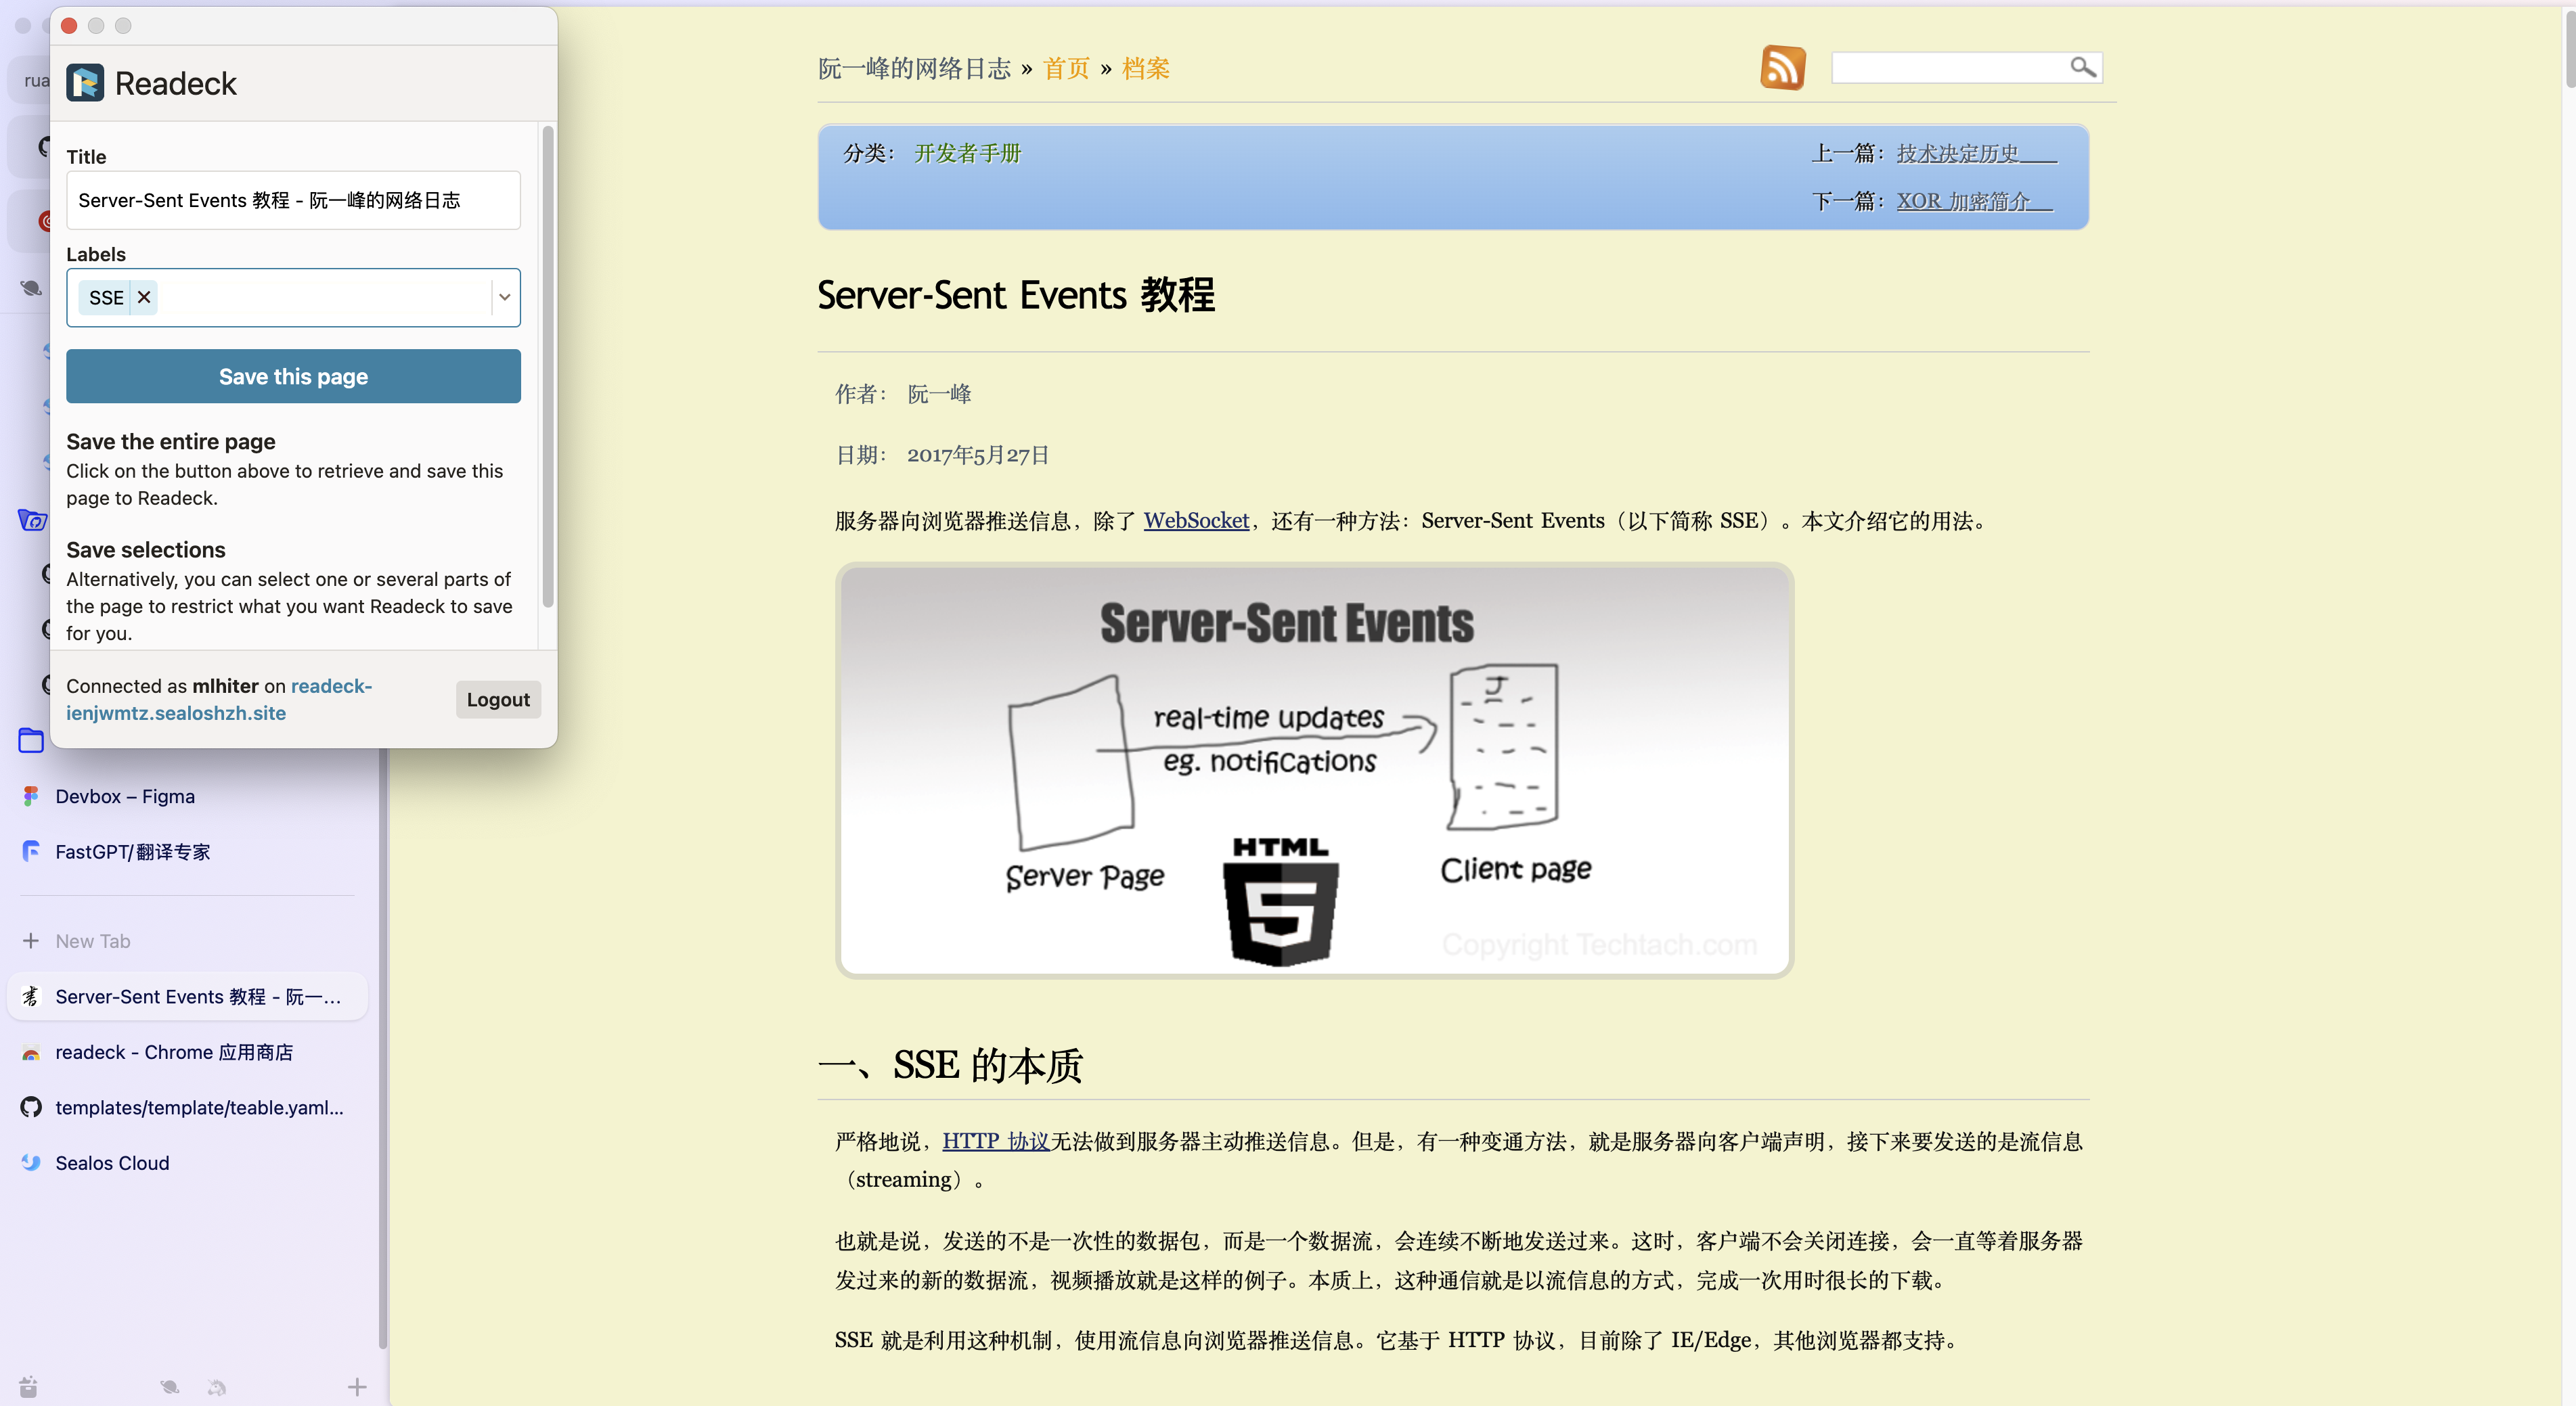 Readeck
Title
Server-Sent Events 教程 - 阮一峰的网络日志
Labels
SSE
Save this page
Save the entire page
Click on the button above to retrieve and save this
page to Readeck.
Save selections
Alternatively, you can select one or several parts of
the page to restrict what you want Readeck to save
for you.
Connected as mlhiter on readeck-
ienjwmtz.sealoshzh.site
Logout
Devbox – Figma
FastGPT/翻译专家
New Tab
Server-Sent Events 教程 - 阮一...
readeck - Chrome 应用商店
templates/template/teable.yaml...
Sealos Cloud
阮一峰的网络日志 » 首页 » 档案
分类： 开发者手册
上一篇：技术决定历史
下一篇：XOR 加密简介
Server-Sent Events 教程
作者： 阮一峰
日期： 2017年5月27日
服务器向浏览器推送信息，除了 WebSocket，还有一种方法：Server-Sent Events（以下简称 SSE）。本文介绍它的用法。
Server-Sent Events
real-time updates
eg. notifications
Server Page
Client page
HTML
5
Copyright Techtach.com
一、SSE 的本质
严格地说，HTTP 协议无法做到服务器主动推送信息。但是，有一种变通方法，就是服务器向客户端声明，接下来要发送的是流信息
（streaming）。
也就是说，发送的不是一次性的数据包，而是一个数据流，会连续不断地发送过来。这时，客户端不会关闭连接，会一直等着服务器
发过来的新的数据流，视频播放就是这样的例子。本质上，这种通信就是以流信息的方式，完成一次用时很长的下载。
SSE 就是利用这种机制，使用流信息向浏览器推送信息。它基于 HTTP 协议，目前除了 IE/Edge，其他浏览器都支持。